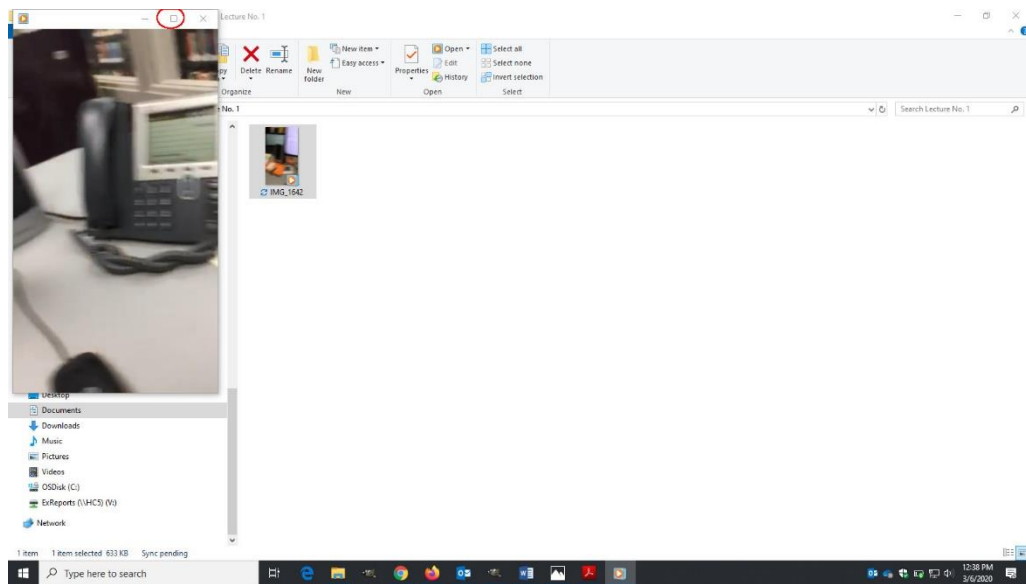 Lecture No. 1
Delete
Rename
New folder
New item
Easy access
Properties
Open
Edit
History
Select all
Select none
Invert selection
Organize
New
Open
Select
No. 1
Search Lecture No. 1
IMG_1642
Desktop
Documents
Downloads
Music
Pictures
Videos
OSDisk (C:)
ExReports (\\HC5) (V:)
Network
1 item 1 item selected 633 KB Sync pending
Type here to search
12:38 PM
3/6/2020